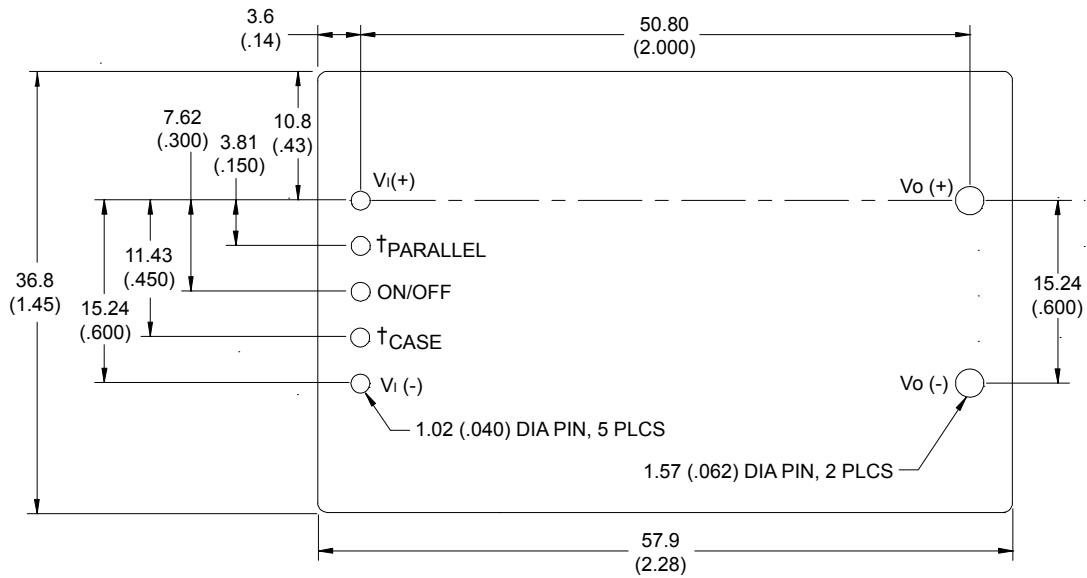 3.6
(.14)
50.80
(2.000)
7.62
(.300)
3.81
(.150)
10.8
(.43)
VI(+)
Vo (+)
†PARALLEL
11.43
(.450)
36.8
(1.45)
15.24
(.600)
ON/OFF
15.24
(.600)
†CASE
VI (-)
Vo (-)
1.02 (.040) DIA PIN, 5 PLCS
1.57 (.062) DIA PIN, 2 PLCS
57.9
(2.28)